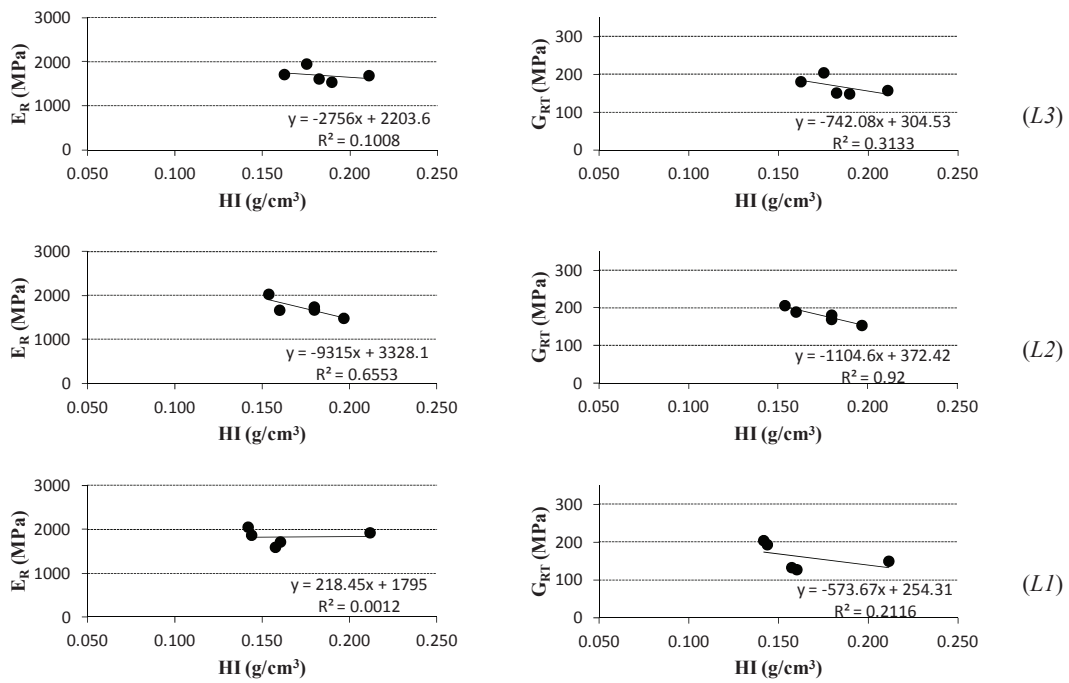 3000
2000
1000
0
E_R (MPa)
y = -2756x + 2203.6
R² = 0.1008
0.050 0.100 0.150 0.200 0.250
HI (g/cm³)
300
200
100
0
G_RT (MPa)
y = -742.08x + 304.53
R² = 0.3133
0.050 0.100 0.150 0.200 0.250
HI (g/cm³)
(L3)
3000
2000
1000
0
E_R (MPa)
y = -9315x + 3328.1
R² = 0.6553
0.050 0.100 0.150 0.200 0.250
HI (g/cm³)
300
200
100
0
G_RT (MPa)
y = -1104.6x + 372.42
R² = 0.92
0.050 0.100 0.150 0.200 0.250
HI (g/cm³)
(L2)
3000
2000
1000
0
E_R (MPa)
y = 218.45x + 1795
R² = 0.0012
0.050 0.100 0.150 0.200 0.250
HI (g/cm³)
300
200
100
0
G_RT (MPa)
y = -573.67x + 254.31
R² = 0.2116
0.050 0.100 0.150 0.200 0.250
HI (g/cm³)
(L1)